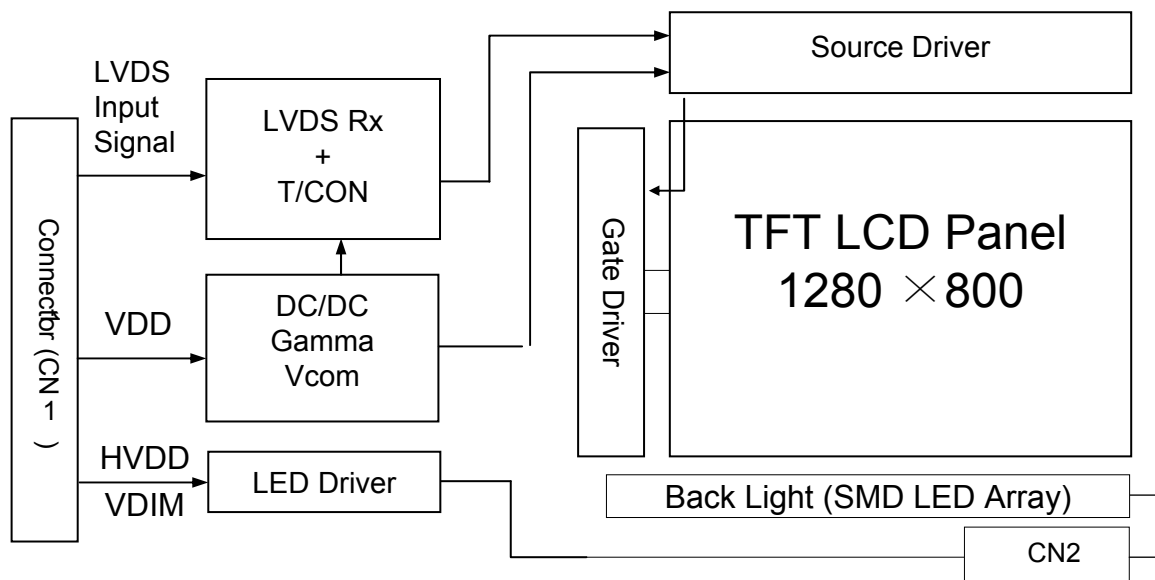 Source Driver
LVDS
Input
Signal
LVDS Rx
+
T/CON
Connector (CN1)
Gate Driver
TFT LCD Panel
1280 ×800
VDD
DC/DC
Gamma
Vcom
HVDD
VDIM
LED Driver
Back Light (SMD LED Array)
CN2